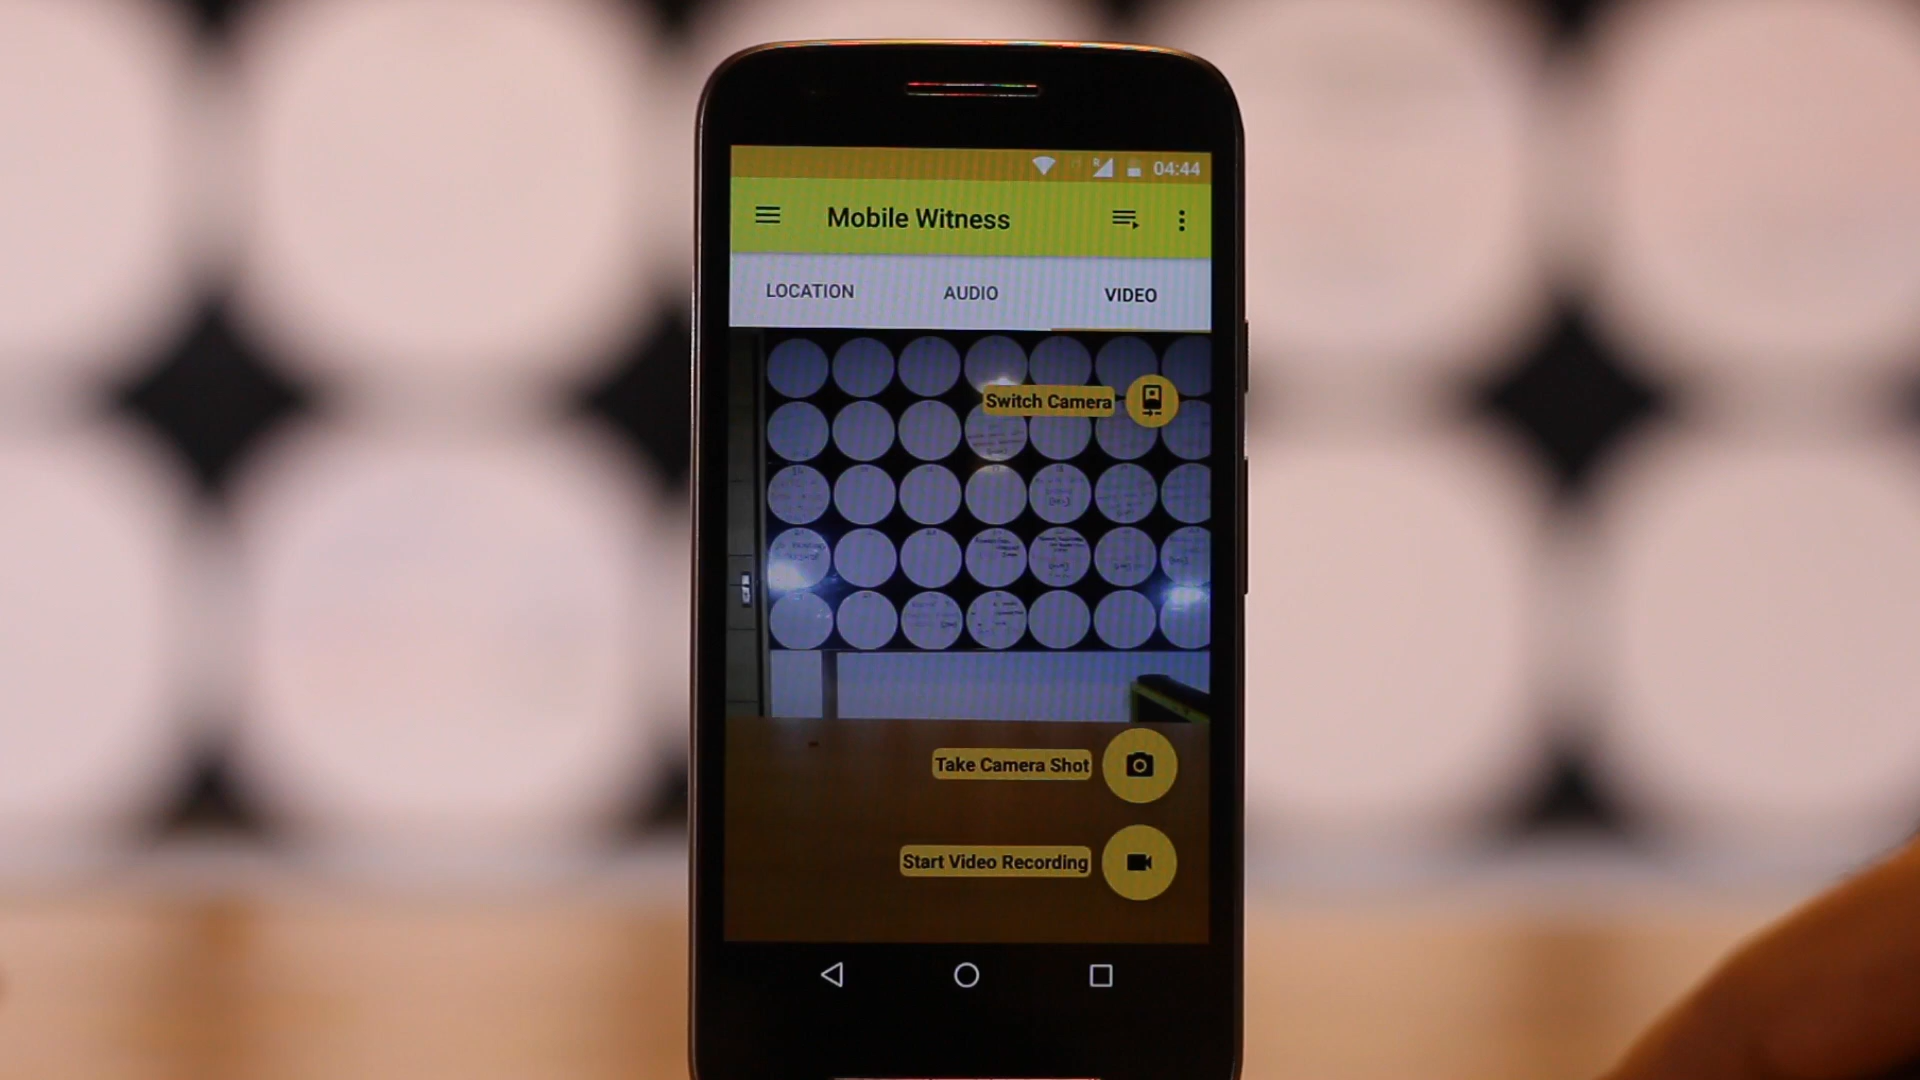 04:44
Mobile Witness
LOCATION AUDIO VIDEO
Switch Camera
Take Camera Shot
Start Video Recording